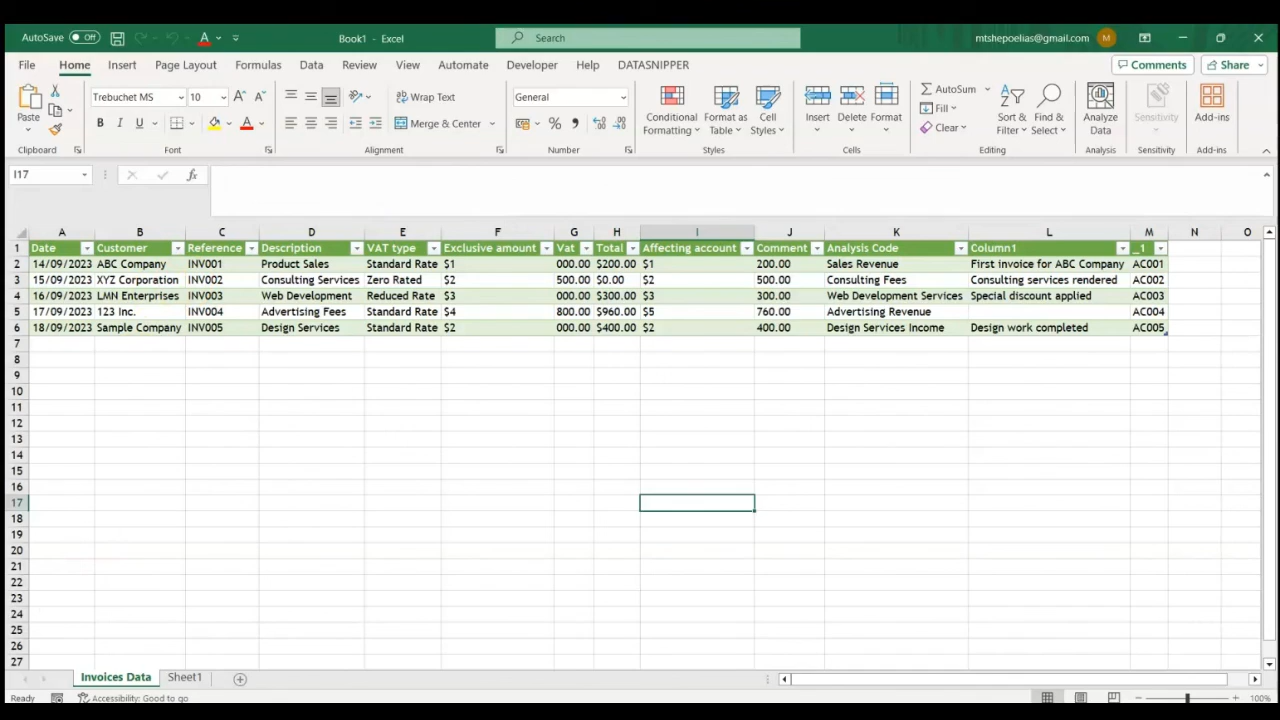 AutoSave Off Book1 - Excel Search mtshepoelias@gmail.com M
File Home Insert Page Layout Formulas Data Review View Automate Developer Help DATASNIPPER Comments Share
Trebuchet MS 10 Wrap Text General AutoSum
Paste Conditional Formatting Format as Table Cell Styles Insert Delete Format Fill Sort & Filter Find & Select Analyze Data Sensitivity Add-ins
B I U Merge & Center Clear
Clipboard Font Alignment Number Styles Cells Editing Analysis Sensitivity Add-ins
I17 fx
A B C D E F G H I J K L M N O
1 Date Customer Reference Description VAT type Exclusive amount Vat Total Affecting account Comment Analysis Code Column1 _1
2 14/09/2023 ABC Company INV001 Product Sales Standard Rate $1 000.00 $200.00 $1 200.00 Sales Revenue First invoice for ABC Company AC001
3 15/09/2023 XYZ Corporation INV002 Consulting Services Zero Rated $2 500.00 $0.00 $2 500.00 Consulting Fees Consulting services rendered AC002
4 16/09/2023 LMN Enterprises INV003 Web Development Reduced Rate $3 000.00 $300.00 $3 300.00 Web Development Services Special discount applied AC003
5 17/09/2023 123 Inc. INV004 Advertising Fees Standard Rate $4 800.00 $960.00 $5 760.00 Advertising Revenue AC004
6 18/09/2023 Sample Company INV005 Design Services Standard Rate $2 000.00 $400.00 $2 400.00 Design Services Income Design work completed AC005
7
8
9
10
11
12
13
14
15
16
17
18
19
20
21
22
23
24
25
26
27
Invoices Data Sheet1
Ready Accessibility: Good to go 100%